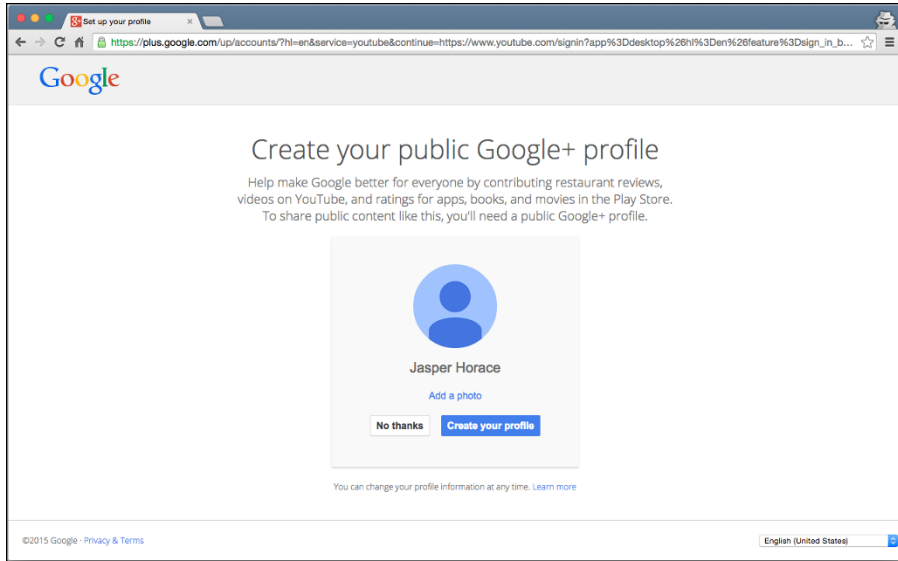 Set up your profile
https://plus.google.com/up/accounts/?hl=en&service=youtube&continue=https://www.youtube.com/signin?app%3Ddesktop%26hl%3Den%26feature%3Dsign_in_b...
Google
Create your public Google+ profile
Help make Google better for everyone by contributing restaurant reviews,
videos on YouTube, and ratings for apps, books, and movies in the Play Store.
To share public content like this, you'll need a public Google+ profile.
Jasper Horace
Add a photo
No thanks Create your profile
You can change your profile information at any time. Learn more
©2015 Google - Privacy & Terms English (United States)